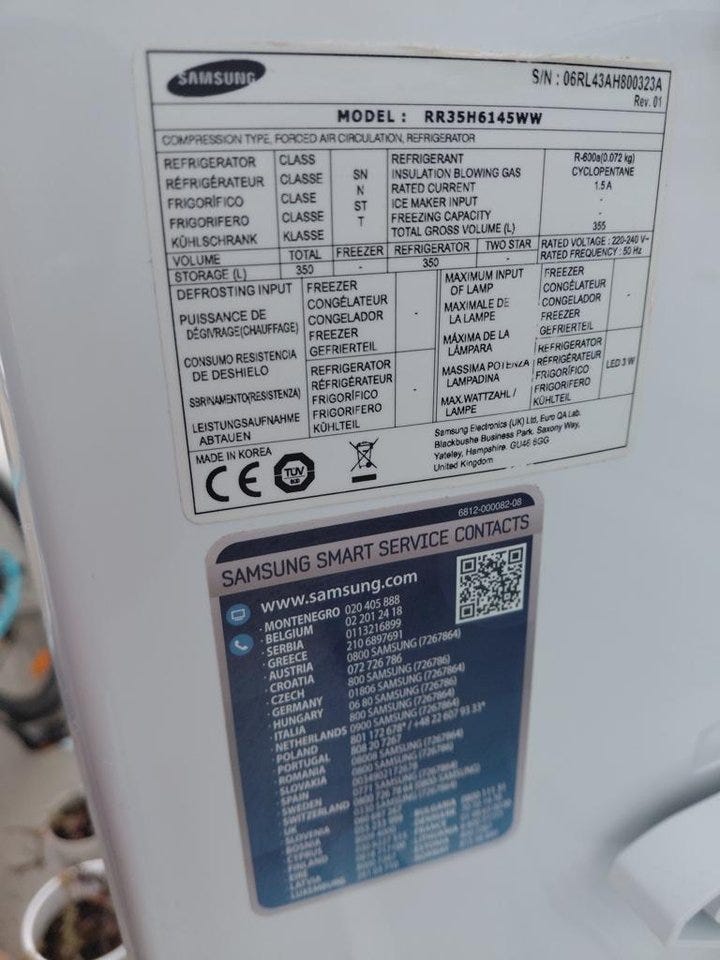 SAMSUNG
S/N : 06RL43AH800323A
Rev. 01
MODEL : RR35H6145WW
COMPRESSION TYPE, FORCED AIR CIRCULATION, REFRIGERATOR
REFRIGERATOR CLASS
RÉFRIGÉRATEUR CLASSE
FRIGORÍFICO CLASE
FRIGORIFERO CLASSE
KÜHLSCHRANK KLASSE
SN
N
ST
T
REFRIGERANT R-600a(0.072 kg)
INSULATION BLOWING GAS CYCLOPENTANE
RATED CURRENT 1.5 A
ICE MAKER INPUT -
FREEZING CAPACITY -
TOTAL GROSS VOLUME (L) 355
VOLUME TOTAL FREEZER REFRIGERATOR TWO STAR
STORAGE (L) 350 - 350 -
RATED VOLTAGE : 220-240 V~
RATED FREQUENCY : 50 Hz
DEFROSTING INPUT
PUISSANCE DE
DÉGIVRAGE(CHAUFFAGE)
CONSUMO RESISTENCIA
DE DESHIELO
SBRINAMENTO(RESISTENZA)
LEISTUNGSAUFNAHME
ABTAUEN
FREEZER
CONGÉLATEUR
CONGELADOR
FREEZER
GEFRIERTEIL
-
REFRIGERATOR
RÉFRIGÉRATEUR
FRIGORÍFICO
FRIGORIFERO
KÜHLTEIL
-
MAXIMUM INPUT
OF LAMP
MAXIMALE DE
LA LAMPE
MÁXIMA DE LA
LÁMPARA
MASSIMA POTENZA
LAMPADINA
MAX.WATTZAHL /
LAMPE
FREEZER
CONGÉLATEUR
CONGELADOR
FREEZER
GEFRIERTEIL
-
REFRIGERATOR
RÉFRIGÉRATEUR
FRIGORÍFICO
FRIGORIFERO
KÜHLTEIL
LED 3 W
MADE IN KOREA
CE
TÜV
Samsung Electronics (UK) Ltd, Euro QA Lab.
Blackbushe Business Park, Saxony Way,
Yateley, Hampshire. GU46 6GG
United Kingdom
6812-000082-08
SAMSUNG SMART SERVICE CONTACTS
www.samsung.com
· MONTENEGRO 020 405 888
· BELGIUM 02 201 24 18
· SERBIA 0113216899
· GREECE 210 6897691
· AUSTRIA 0800 SAMSUNG (7267864)
· CROATIA 072 726 786
· CZECH 800 SAMSUNG (726786)
· GERMANY 01806 SAMSUNG (7267864)
· HUNGARY 06 80 SAMSUNG (726786)
· ITALIA 800 SAMSUNG (7267864)
· NETHERLANDS 0900 SAMSUNG (7267864)
· POLAND 801 172 678* / +48 22 607 93 33*
· PORTUGAL 808 20 7267
· ROMANIA 08008 SAMSUNG (7267864)
· SLOVAKIA 0800 SAMSUNG (726786)
· SPAIN
· SWEDEN
· SWITZERLAND
· UK
· SLOVENIA
· BOSNIA
· CYPRUS
· FINLAND
· EIRE
· LATVIA
· LUXEMBURG